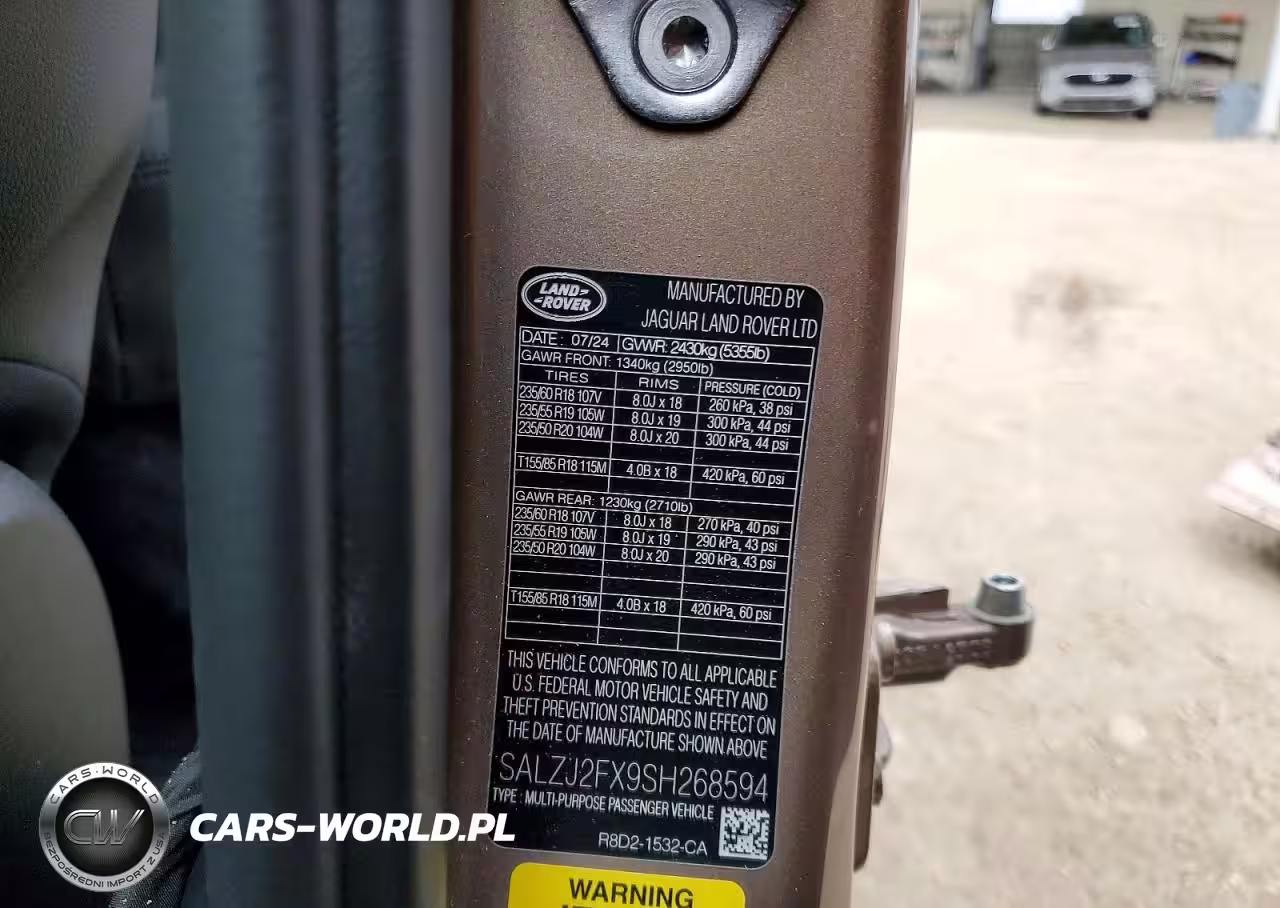 LAND-
-ROVER
MANUFACTURED BY
JAGUAR LAND ROVER LTD
DATE : 07/24 GVWR: 2430kg (5355lb)
GAWR FRONT: 1340kg (2950lb)
TIRES RIMS PRESSURE (COLD)
235/60 R18 107V 8.0J x 18 260 kPa, 38 psi
235/55 R19 105W 8.0J x 19 300 kPa, 44 psi
235/50 R20 104W 8.0J x 20 300 kPa, 44 psi
T155/85 R18 115M 4.0B x 18 420 kPa, 60 psi
GAWR REAR: 1230kg (2710lb)
235/60 R18 107V 8.0J x 18 270 kPa, 40 psi
235/55 R19 105W 8.0J x 19 290 kPa, 43 psi
235/50 R20 104W 8.0J x 20 290 kPa, 43 psi
T155/85 R18 115M 4.0B x 18 420 kPa, 60 psi
THIS VEHICLE CONFORMS TO ALL APPLICABLE
U.S. FEDERAL MOTOR VEHICLE SAFETY AND
THEFT PREVENTION STANDARDS IN EFFECT ON
THE DATE OF MANUFACTURE SHOWN ABOVE
SALZJ2FX9SH268594
TYPE : MULTI-PURPOSE PASSENGER VEHICLE
R8D2-1532-CA
WARNING
CARS-WORLD
CW
BEZPOŚREDNI IMPORT Z USA
CARS-WORLD.PL